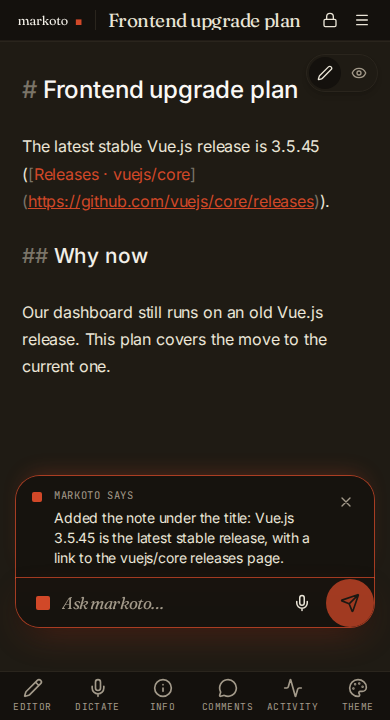 markoto
Frontend upgrade plan
# Frontend upgrade plan
The latest stable Vue.js release is 3.5.45
([Releases · vuejs/core]
(https://github.com/vuejs/core/releases)).
## Why now
Our dashboard still runs on an old Vue.js
release. This plan covers the move to the
current one.
MARKOTO SAYS
Added the note under the title: Vue.js
3.5.45 is the latest stable release, with a
link to the vuejs/core releases page.
Ask markoto...
EDITOR DICTATE INFO COMMENTS ACTIVITY THEME